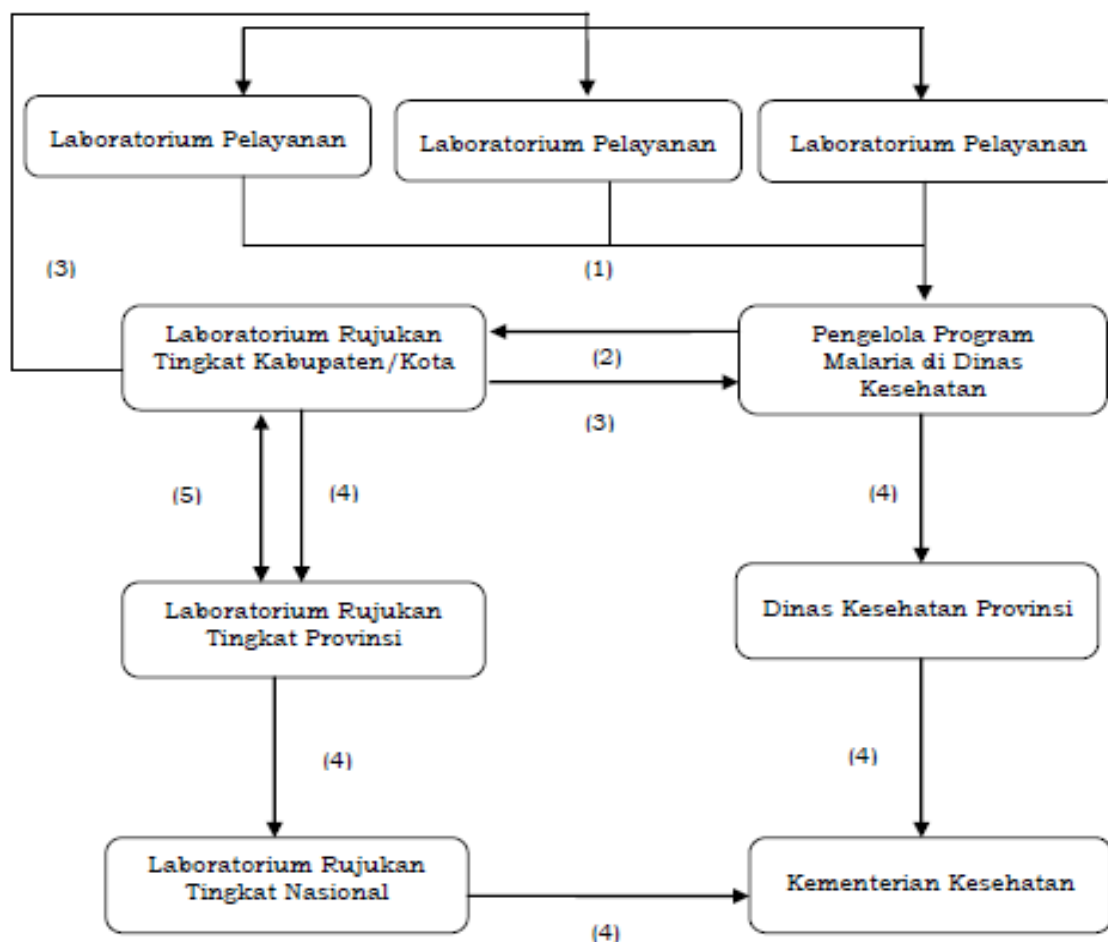 Laboratorium Pelayanan
Laboratorium Pelayanan
Laboratorium Pelayanan
(3)
(1)
Laboratorium Rujukan
Tingkat Kabupaten/Kota
(2)
(3)
Pengelola Program
Malaria di Dinas
Kesehatan
(5)
(4)
(4)
Laboratorium Rujukan
Tingkat Provinsi
Dinas Kesehatan Provinsi
(4)
(4)
Laboratorium Rujukan
Tingkat Nasional
Kementerian Kesehatan
(4)